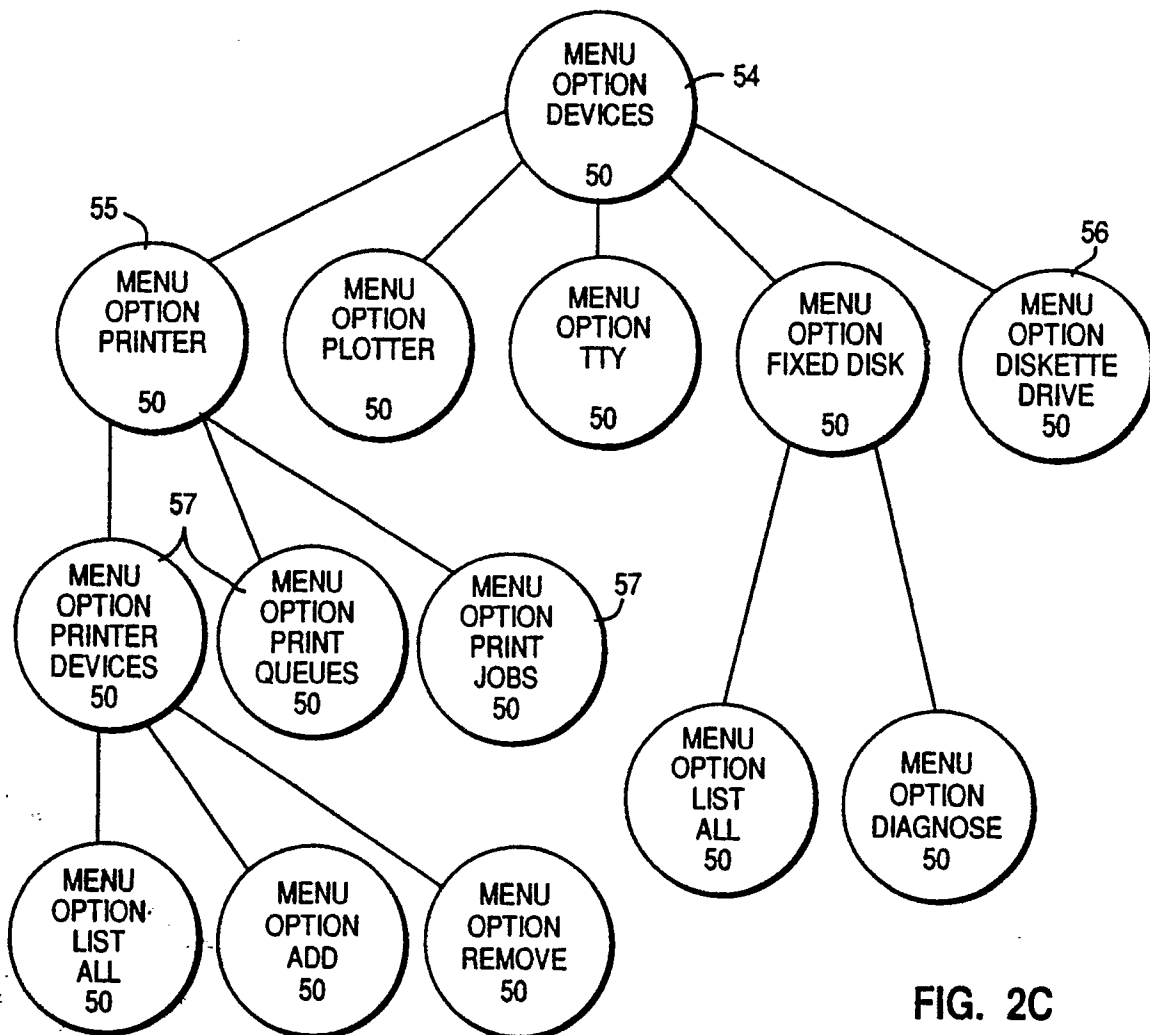 MENU
OPTION
DEVICES
50
54
55
MENU
OPTION
PRINTER
50
MENU
OPTION
PLOTTER
50
MENU
OPTION
TTY
50
MENU
OPTION
FIXED DISK
50
56
MENU
OPTION
DISKETTE
DRIVE
50
57
MENU
OPTION
PRINTER
DEVICES
50
MENU
OPTION
PRINT
QUEUES
50
MENU
OPTION
PRINT
JOBS
50
57
MENU
OPTION
LIST
ALL
50
MENU
OPTION
DIAGNOSE
50
MENU
OPTION
LIST
ALL
50
MENU
OPTION
ADD
50
MENU
OPTION
REMOVE
50
FIG. 2C